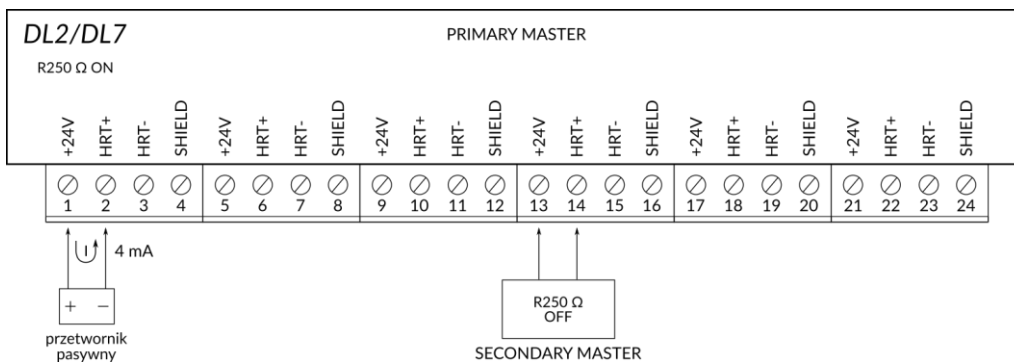 DL2/DL7
PRIMARY MASTER
R250 Ω ON
+24V HRT+ HRT- SHIELD +24V HRT+ HRT- SHIELD +24V HRT+ HRT- SHIELD +24V HRT+ HRT- SHIELD +24V HRT+ HRT- SHIELD +24V HRT+ HRT- SHIELD
1 2 3 4 5 6 7 8 9 10 11 12 13 14 15 16 17 18 19 20 21 22 23 24
I 4 mA
+ −
przetwornik
pasywny
R250 Ω
OFF
SECONDARY MASTER